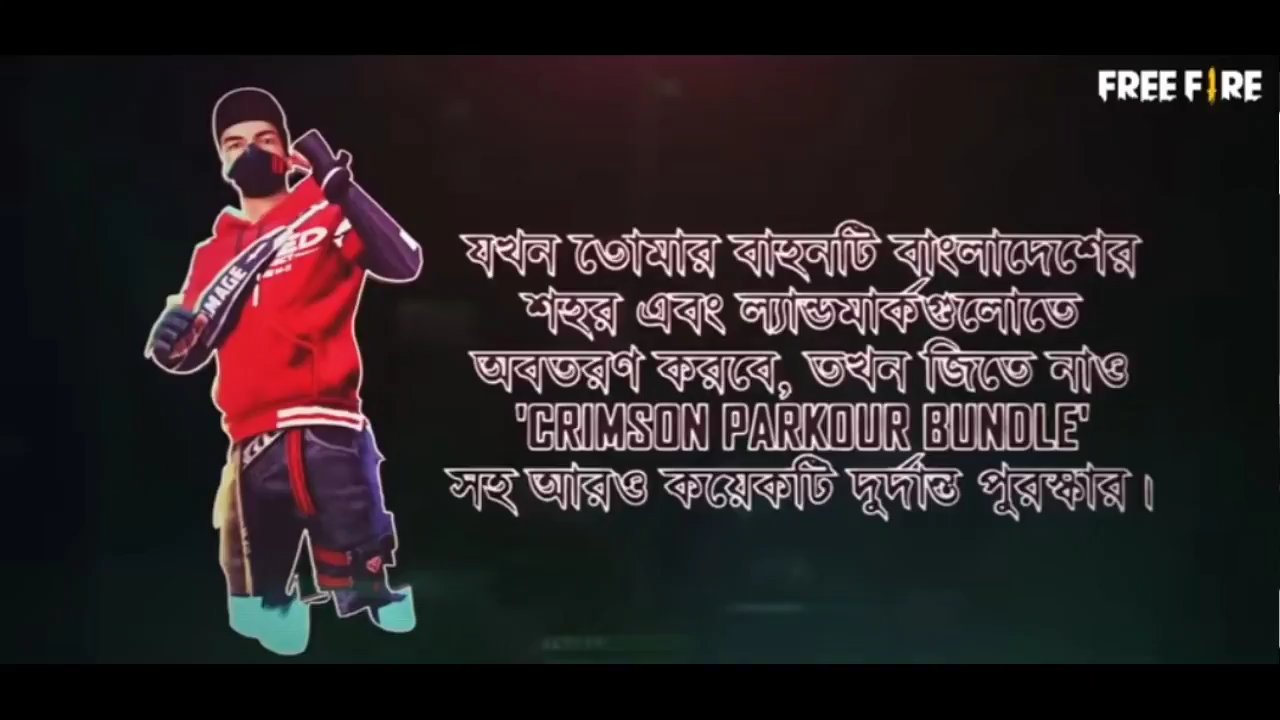 FREE FIRE
যখন তোমার বাহনটি বাংলাদেশের
শহর এবং ল্যান্ডমার্কগুলোতে
অবতরণ করবে, তখন জিতে নাও
'CRIMSON PARKOUR BUNDLE'
সহ আরও কয়েকটি দুর্দান্ত পুরস্কার।